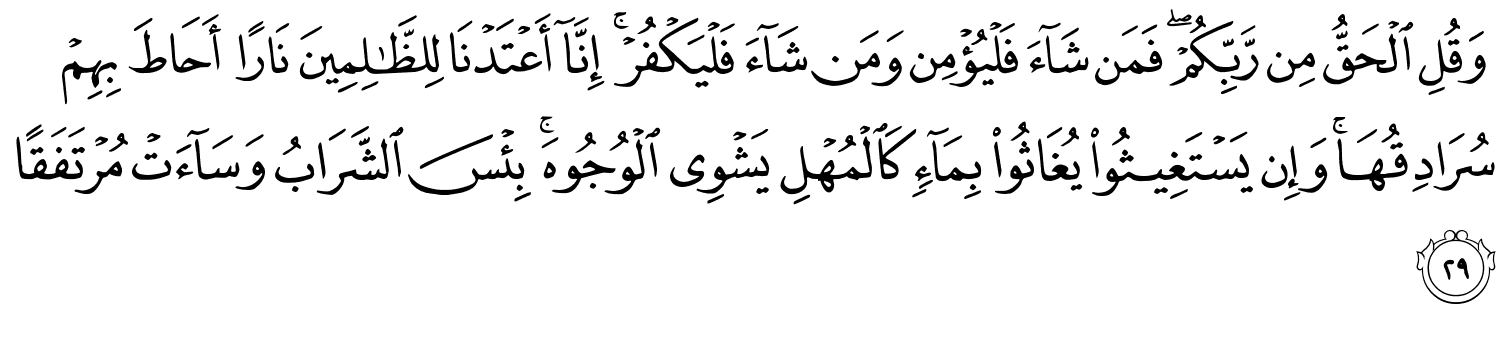 وَقُلِ ٱلْحَقُّ مِن رَّبِّكُمْ ۖ فَمَن شَآءَ فَلْيُؤْمِن وَمَن شَآءَ فَلْيَكْفُرْ ۚ إِنَّآ أَعْتَدْنَا لِلظَّـٰلِمِينَ نَارًا أَحَاطَ بِهِمْ
سُرَادِقُهَا ۚ وَإِن يَسْتَغِيثُوا۟ يُغَاثُوا۟ بِمَآءٍ كَٱلْمُهْلِ يَشْوِى ٱلْوُجُوهَ ۚ بِئْسَ ٱلشَّرَابُ وَسَآءَتْ مُرْتَفَقًا
٢٩